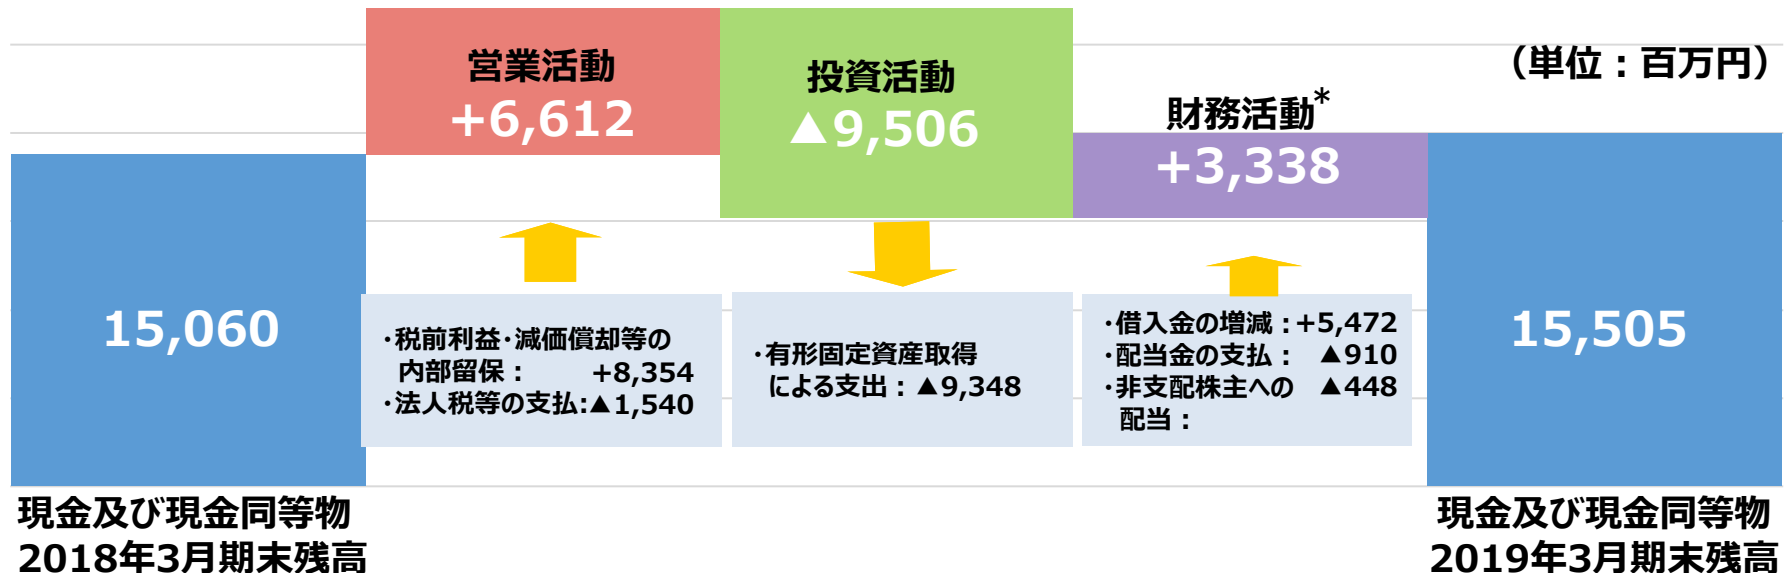 (単位:百万円)
営業活動
+6,612
投資活動
▲9,506
財務活動*
+3,338
15,060
・税前利益・減価償却等の
内部留保: +8,354
・法人税等の支払:▲1,540
・有形固定資産取得
による支出:▲9,348
・借入金の増減:+5,472
・配当金の支払: ▲910
・非支配株主への ▲448
配当:
15,505
現金及び現金同等物
2018年3月期末残高
現金及び現金同等物
2019年3月期末残高